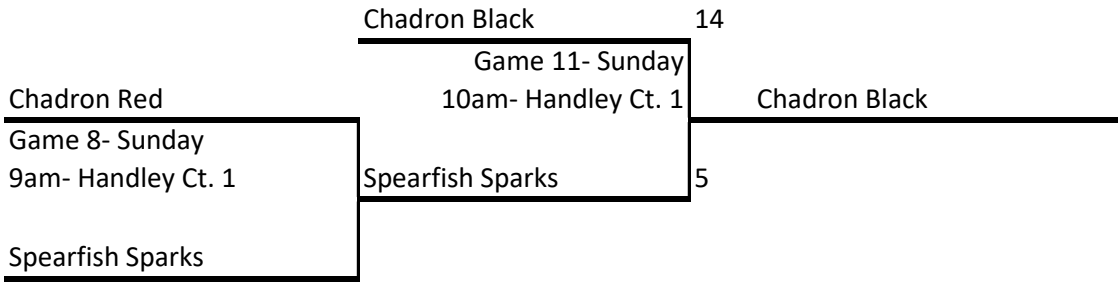 Chadron Black 14
Game 11- Sunday
Chadron Red 10am- Handley Ct. 1 Chadron Black
Game 8- Sunday
9am- Handley Ct. 1 Spearfish Sparks 5
Spearfish Sparks